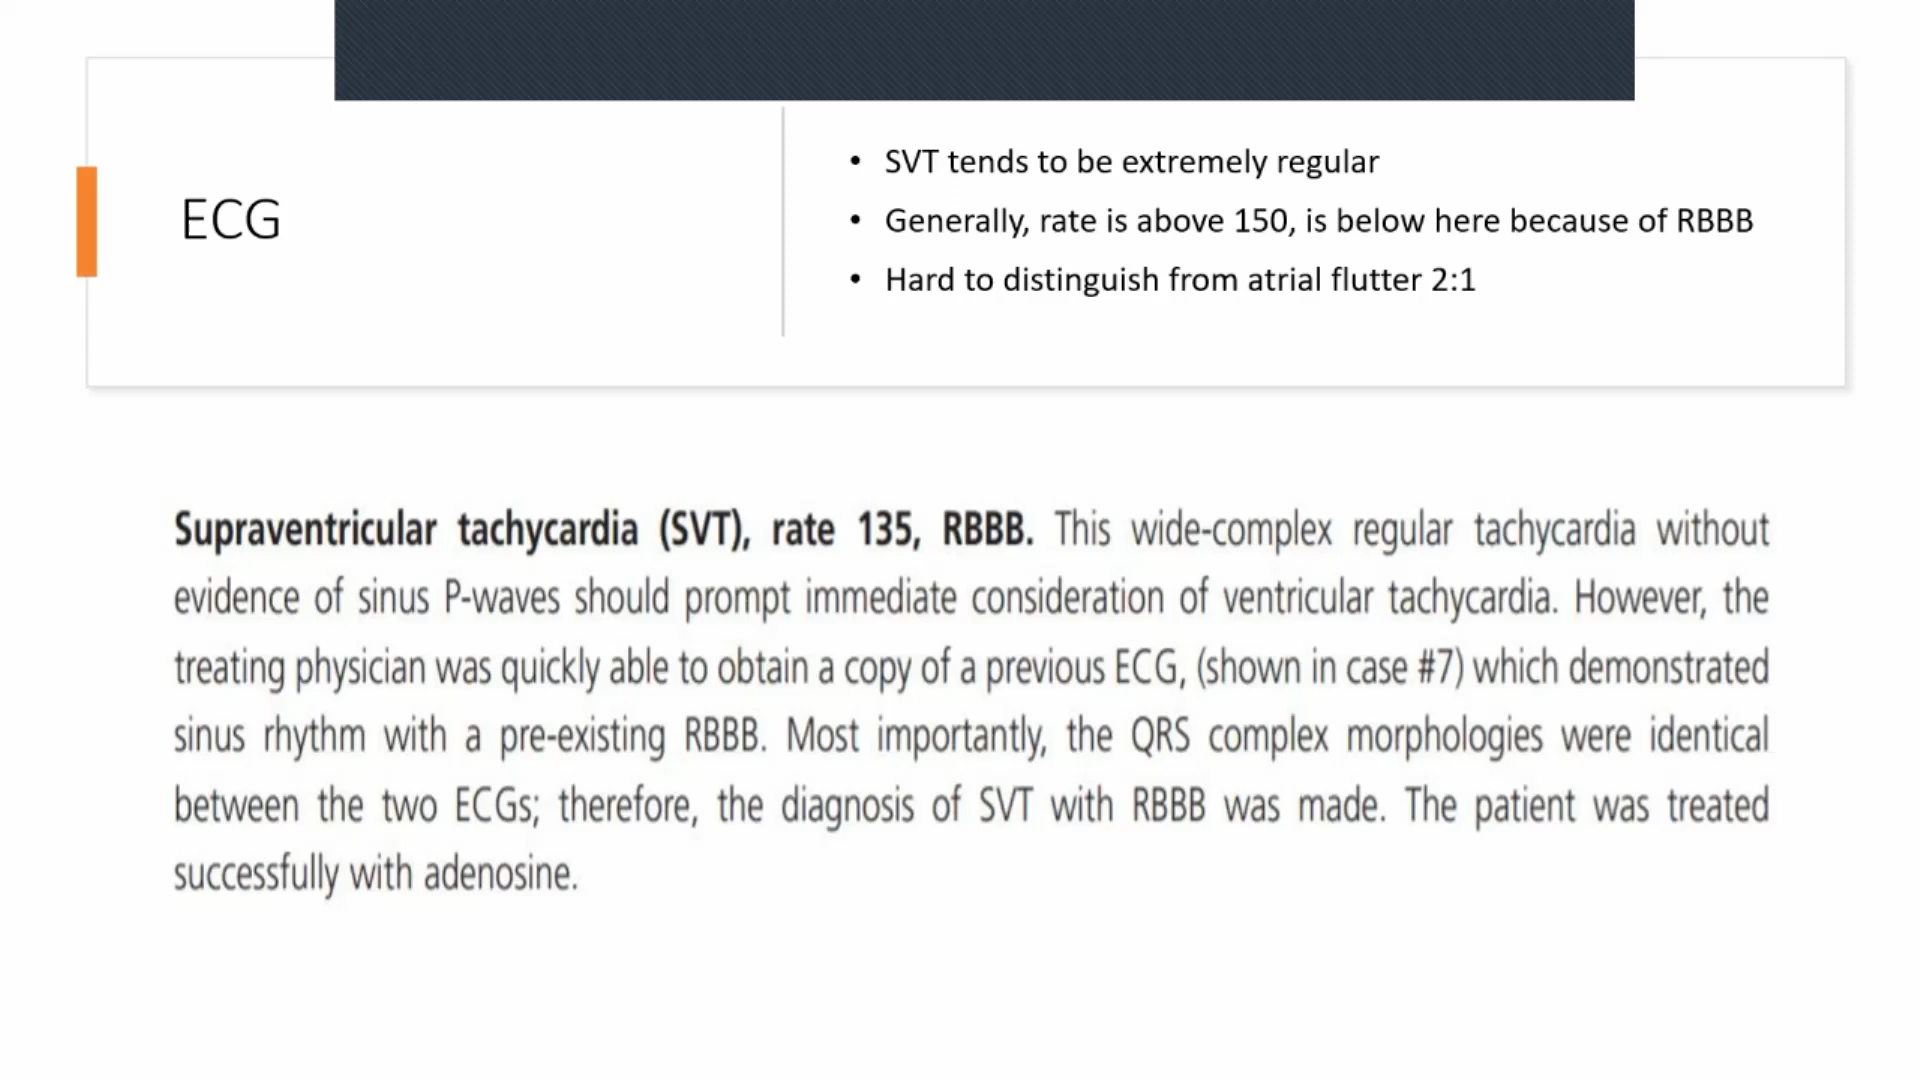 ECG
• SVT tends to be extremely regular
• Generally, rate is above 150, is below here because of RBBB
• Hard to distinguish from atrial flutter 2:1
Supraventricular tachycardia (SVT), rate 135, RBBB. This wide-complex regular tachycardia without
evidence of sinus P-waves should prompt immediate consideration of ventricular tachycardia. However, the
treating physician was quickly able to obtain a copy of a previous ECG, (shown in case #7) which demonstrated
sinus rhythm with a pre-existing RBBB. Most importantly, the QRS complex morphologies were identical
between the two ECGs; therefore, the diagnosis of SVT with RBBB was made. The patient was treated
successfully with adenosine.